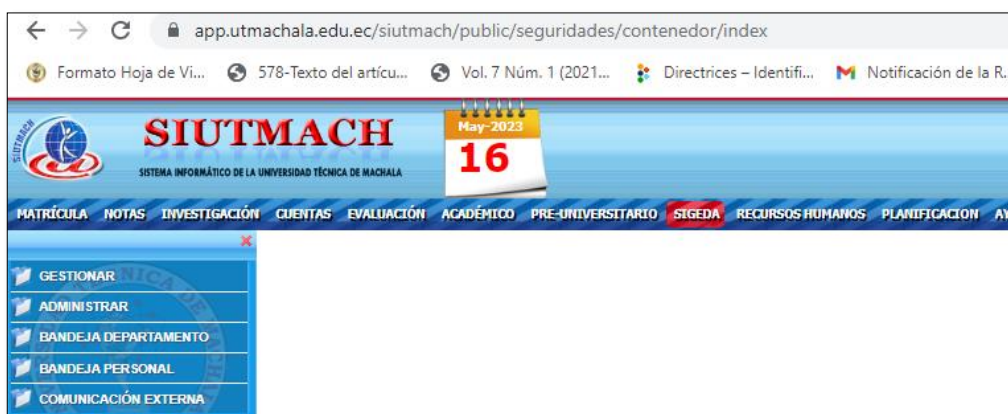 app.utmachala.edu.ec/siutmach/public/seguridades/contenedor/index
Formato Hoja de Vi... 578-Texto del artícu... Vol. 7 Núm. 1 (2021... Directrices – Identifi... Notificación de la R...
SIUTMACH
SIUTMACH
SISTEMA INFORMÁTICO DE LA UNIVERSIDAD TÉCNICA DE MACHALA
May-2023
16
MATRÍCULA NOTAS INVESTIGACIÓN CUENTAS EVALUACIÓN ACADÉMICO PRE-UNIVERSITARIO SIGEDA RECURSOS HUMANOS PLANIFICACION AY
GESTIONAR
ADMINISTRAR
BANDEJA DEPARTAMENTO
BANDEJA PERSONAL
COMUNICACIÓN EXTERNA